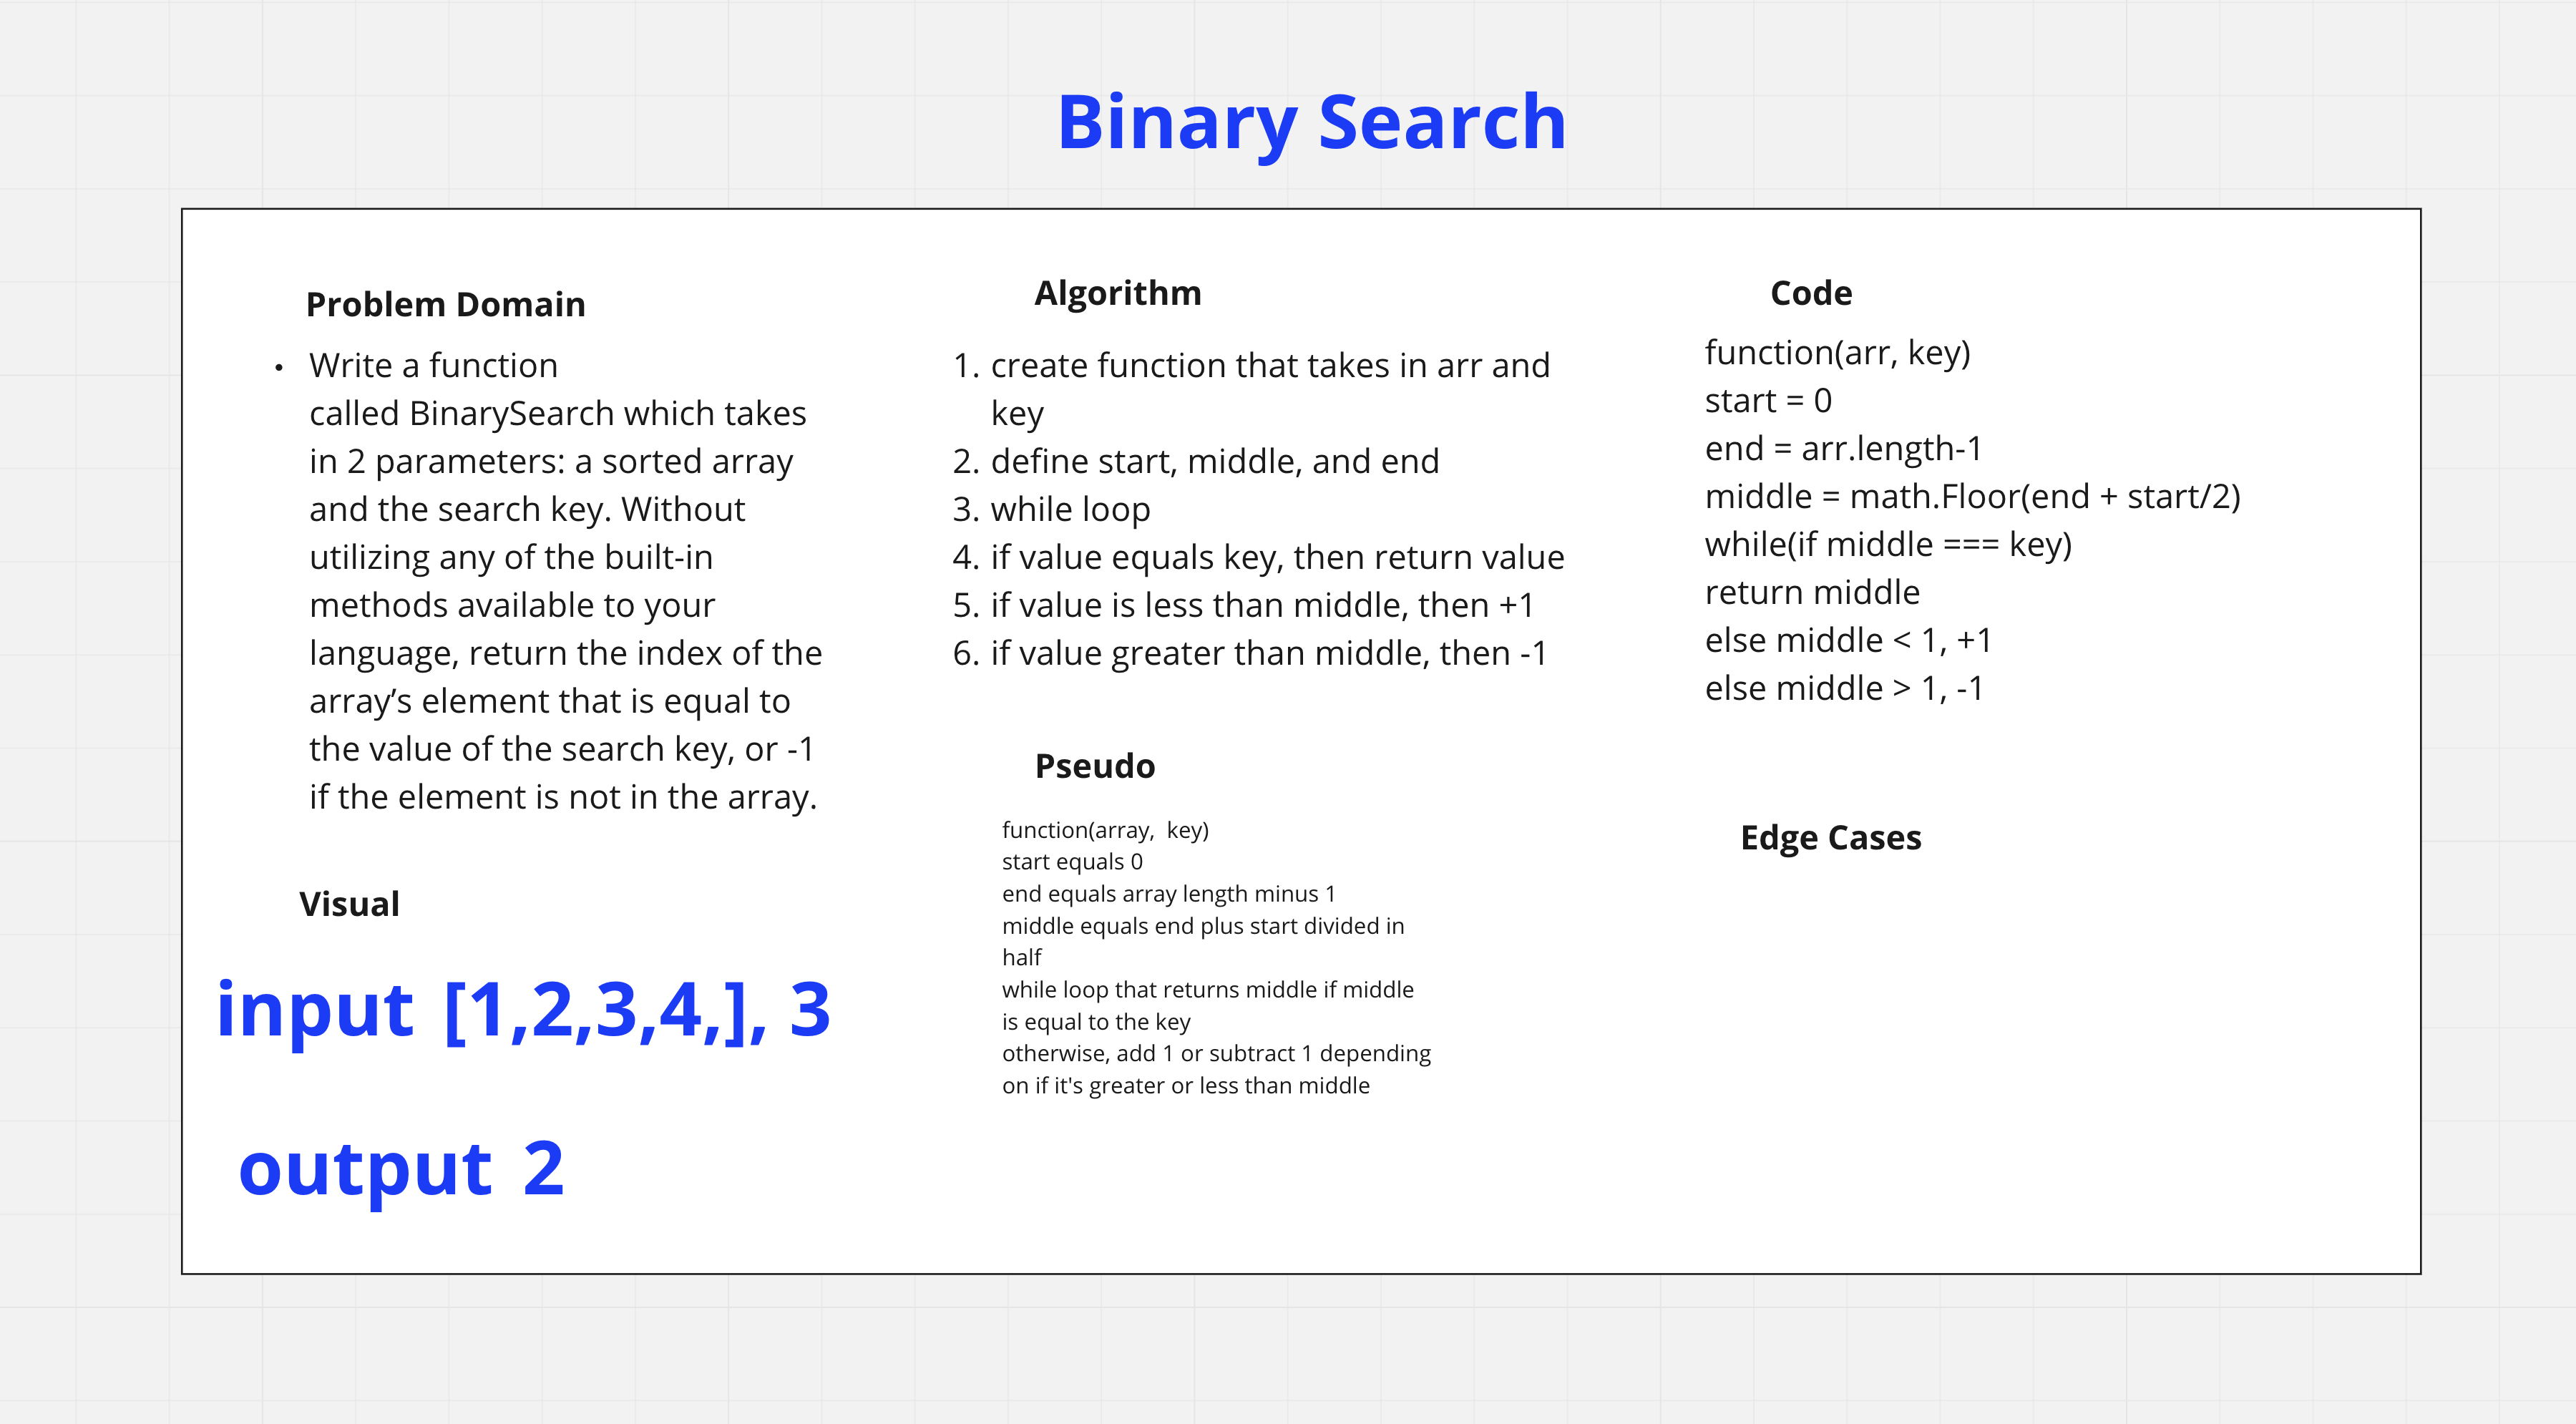 Binary Search
Problem Domain
• Write a function
called BinarySearch which takes
in 2 parameters: a sorted array
and the search key. Without
utilizing any of the built-in
methods available to your
language, return the index of the
array’s element that is equal to
the value of the search key, or -1
if the element is not in the array.
Visual
input [1,2,3,4,], 3
output 2
Algorithm
1. create function that takes in arr and
key
2. define start, middle, and end
3. while loop
4. if value equals key, then return value
5. if value is less than middle, then +1
6. if value greater than middle, then -1
Pseudo
function(array,  key)
start equals 0
end equals array length minus 1
middle equals end plus start divided in
half
while loop that returns middle if middle
is equal to the key
otherwise, add 1 or subtract 1 depending
on if it's greater or less than middle
Code
function(arr, key)
start = 0
end = arr.length-1
middle = math.Floor(end + start/2)
while(if middle === key)
return middle
else middle < 1, +1
else middle > 1, -1
Edge Cases